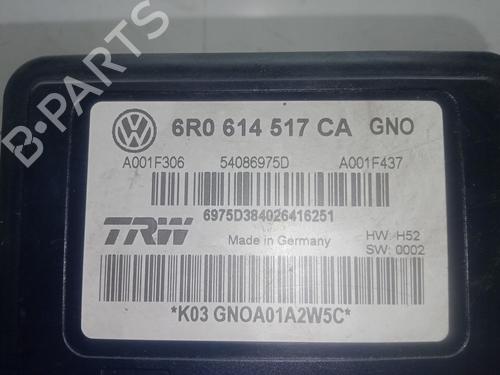 B-PARTS
6R0 614 517 CA GNO
A001F306 54086975D A001F437
6975D384026416251
TRW Made in Germany HW: H52
SW: 0002
*K03 GNOA01A2W5C*